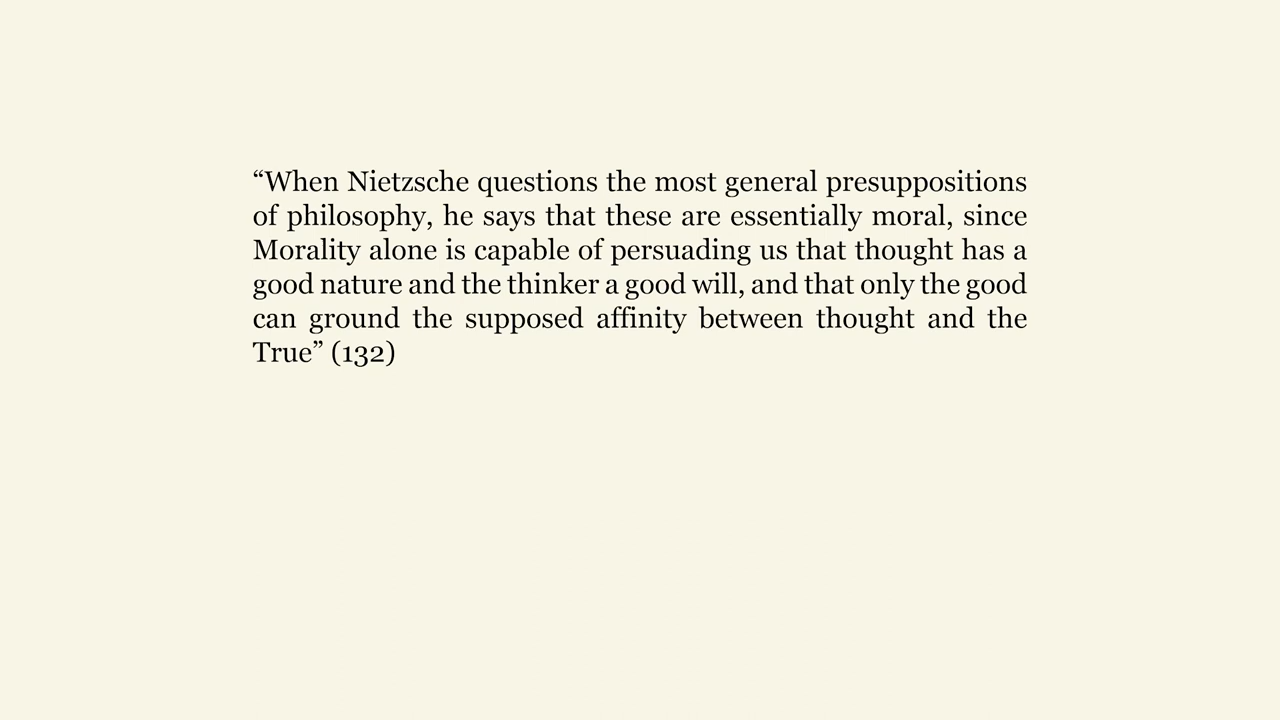 “When Nietzsche questions the most general presuppositions
of philosophy, he says that these are essentially moral, since
Morality alone is capable of persuading us that thought has a
good nature and the thinker a good will, and that only the good
can ground the supposed affinity between thought and the
True” (132)